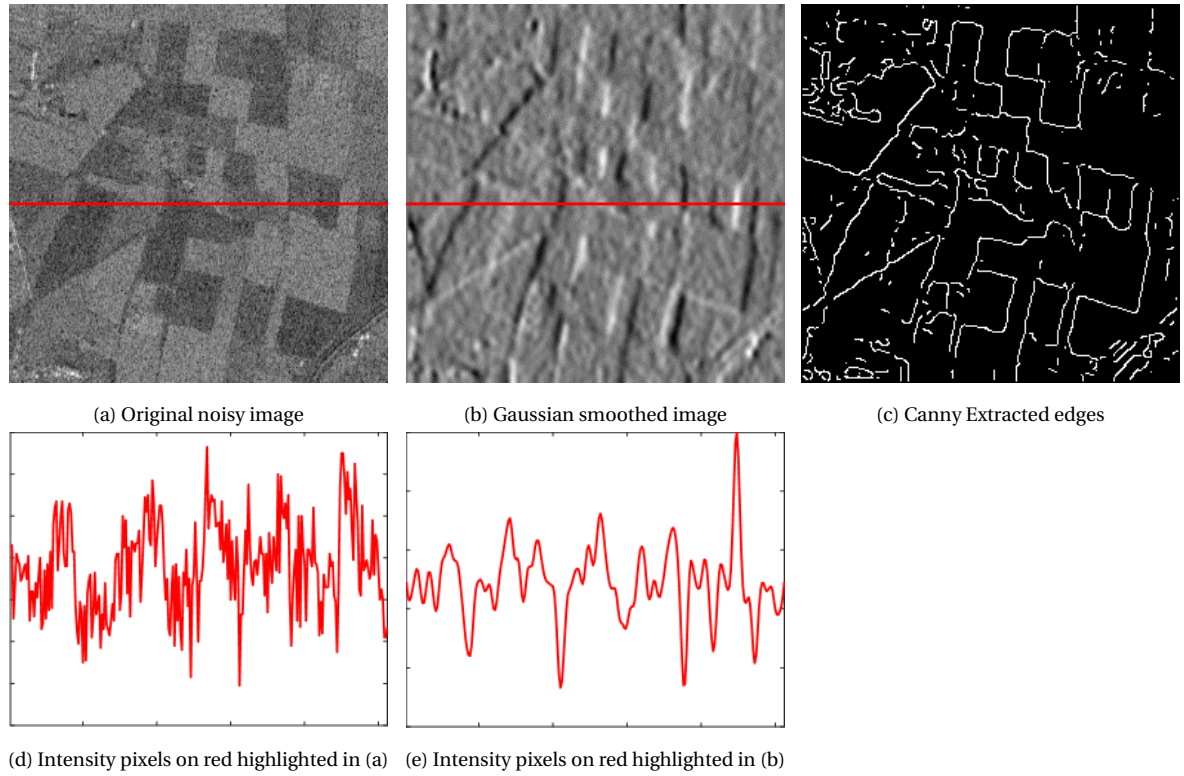 (a) Original noisy image
(b) Gaussian smoothed image
(c) Canny Extracted edges
(d) Intensity pixels on red highlighted in (a)
(e) Intensity pixels on red highlighted in (b)